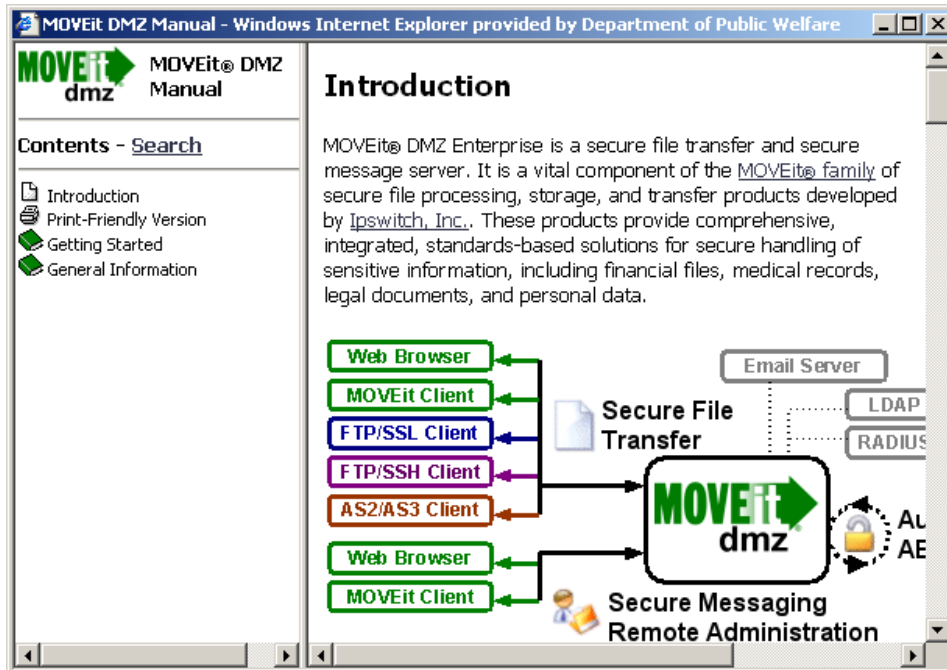 MOVEit DMZ Manual - Windows Internet Explorer provided by Department of Public Welfare
MOVEit dmz
MOVEit® DMZ
Manual
Contents - Search
Introduction
Print-Friendly Version
Getting Started
General Information
Introduction
MOVEit® DMZ Enterprise is a secure file transfer and secure
message server. It is a vital component of the MOVEit® family of
secure file processing, storage, and transfer products developed
by Ipswitch, Inc.. These products provide comprehensive,
integrated, standards-based solutions for secure handling of
sensitive information, including financial files, medical records,
legal documents, and personal data.
Web Browser
MOVEit Client
FTP/SSL Client
FTP/SSH Client
AS2/AS3 Client
Web Browser
MOVEit Client
Secure File
Transfer
Email Server
LDAP
RADIUS
MOVEit
dmz
Au
AE
Secure Messaging
Remote Administration